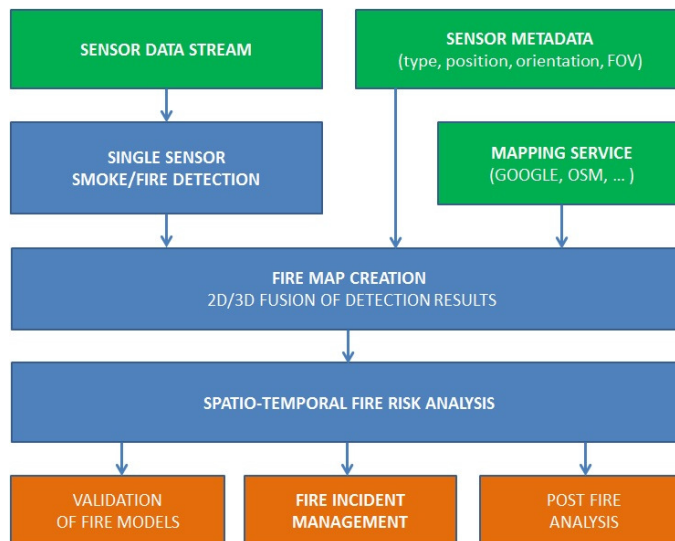 SENSOR DATA STREAM
SENSOR METADATA
(type, position, orientation, FOV)
SINGLE SENSOR
SMOKE/FIRE DETECTION
MAPPING SERVICE
(GOOGLE, OSM, ... )
FIRE MAP CREATION
2D/3D FUSION OF DETECTION RESULTS
SPATIO-TEMPORAL FIRE RISK ANALYSIS
VALIDATION
OF FIRE MODELS
FIRE INCIDENT
MANAGEMENT
POST FIRE
ANALYSIS